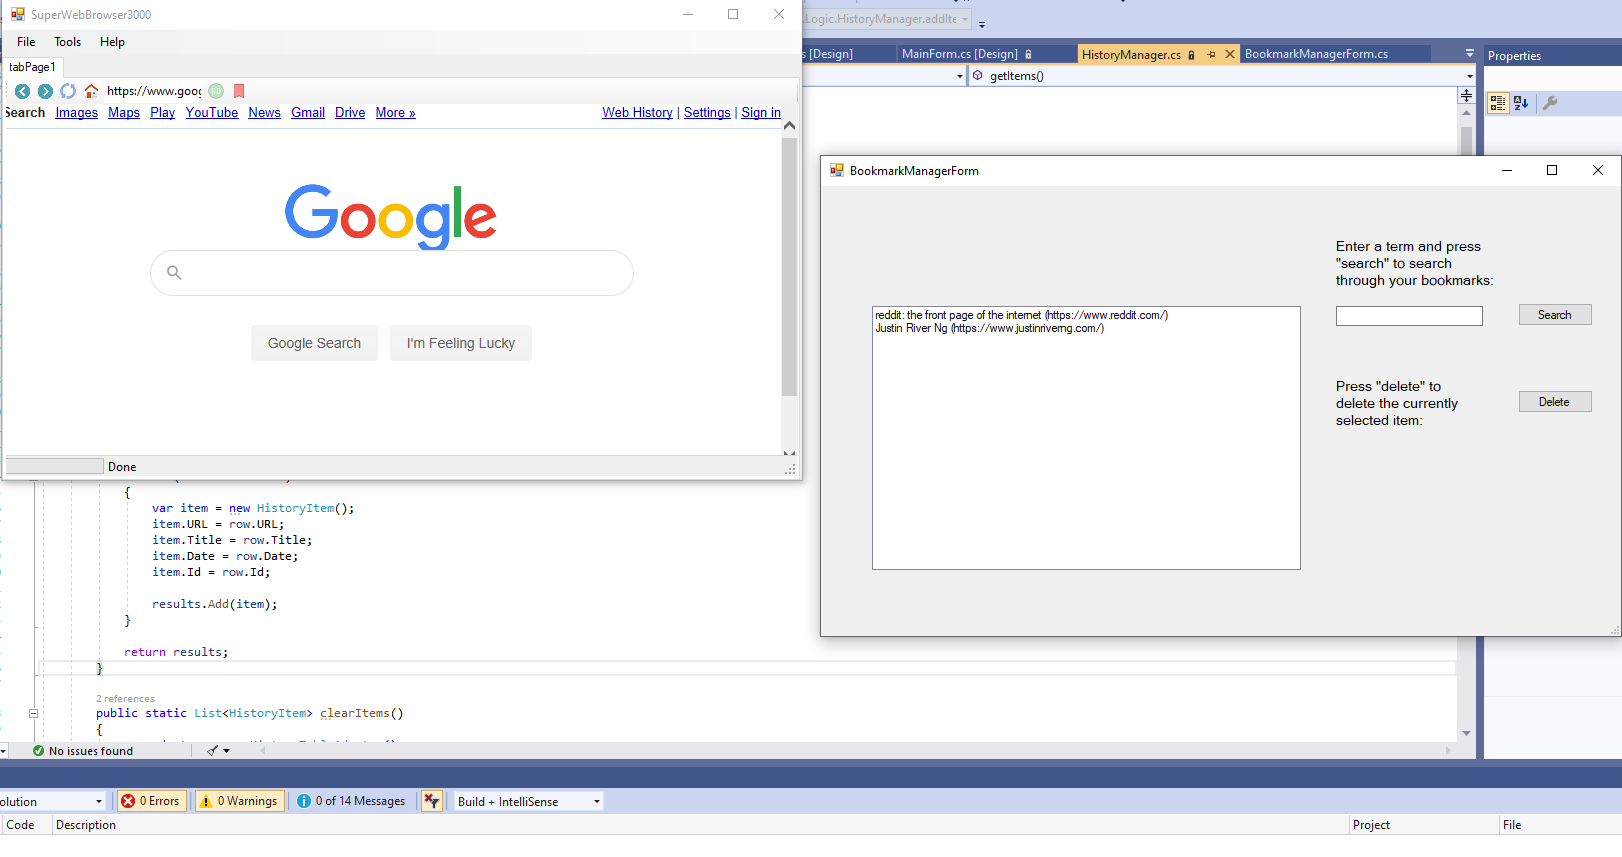 SuperWebBrowser3000
File Tools Help
tabPage1
https://www.goo
GO
Search Images Maps Play YouTube News Gmail Drive More » Web History | Settings | Sign in
Google
Google Search I'm Feeling Lucky
Done
.Logic.HistoryManager.addIte
s [Design] MainForm.cs [Design] HistoryManager.cs BookmarkManagerForm.cs
getItems()
Properties
BookmarkManagerForm
Enter a term and press
"search" to search
through your bookmarks:
Search
reddit: the front page of the internet (https://www.reddit.com/)
Justin River Ng (https://www.justinriverng.com/)
Press "delete" to
delete the currently
selected item:
Delete
{
var item = new HistoryItem();
item.URL = row.URL;
item.Title = row.Title;
item.Date = row.Date;
item.Id = row.Id;
results.Add(item);
}
return results;
}
2 references
public static List<HistoryItem> clearItems()
{
No issues found
olution 0 Errors 0 Warnings 0 of 14 Messages Build + IntelliSense
Code Description Project File